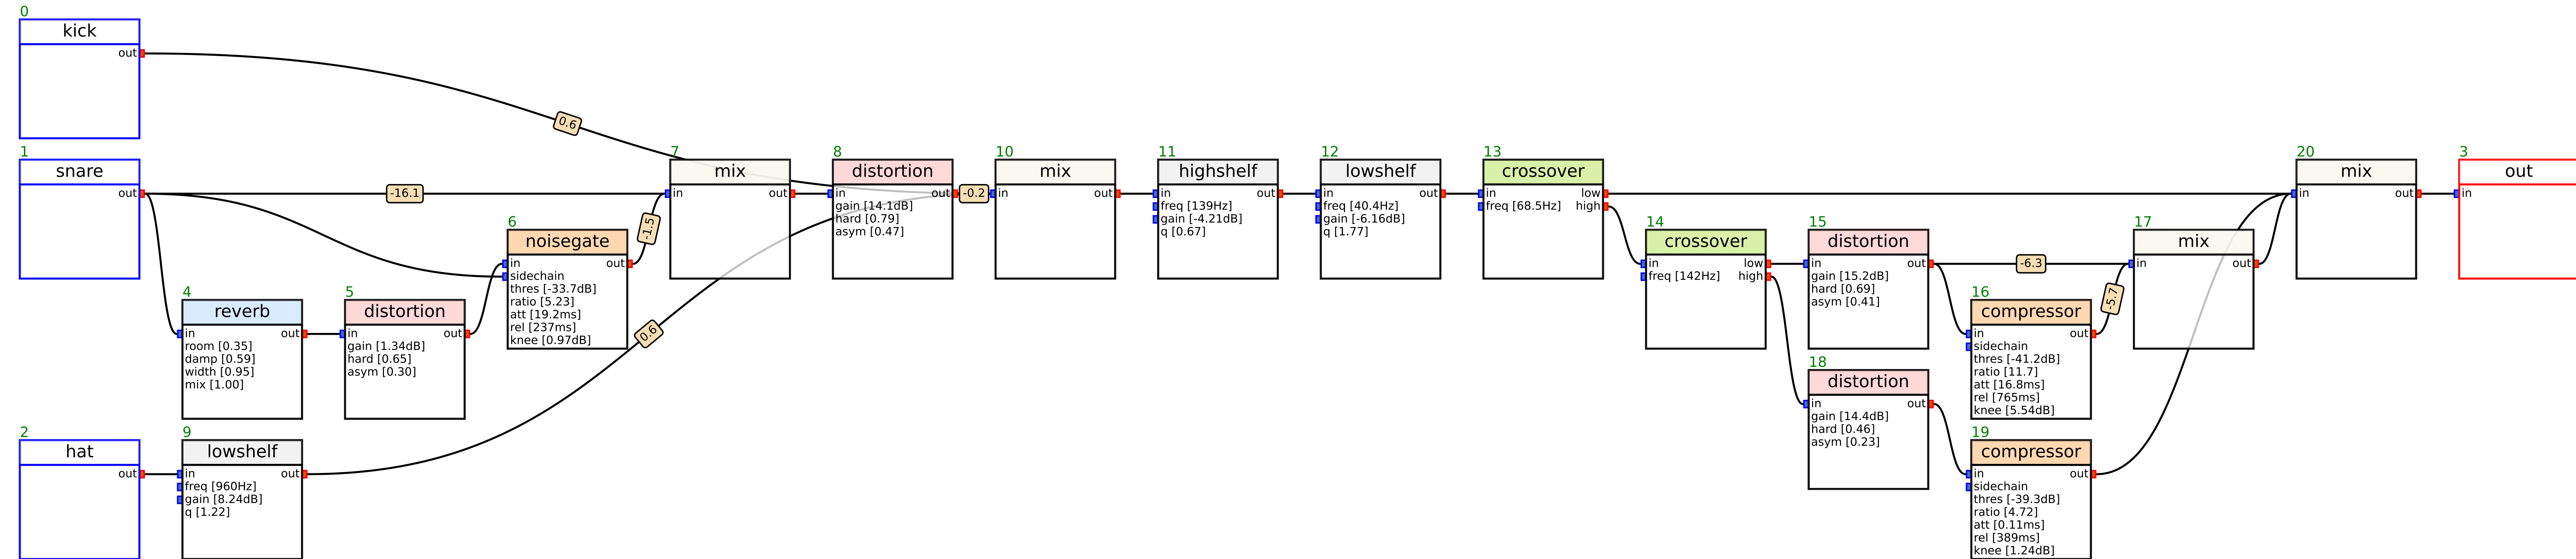 0
kick
out
0.6
1
snare
out
-16.1
4
reverb
in out
room [0.35]
damp [0.59]
width [0.95]
mix [1.00]
5
distortion
in out
gain [1.34dB]
hard [0.65]
asym [0.30]
6
noisegate
in out
sidechain
thres [-33.7dB]
ratio [5.23]
att [19.2ms]
rel [237ms]
knee [0.97dB]
-1.5
2
hat
out
9
lowshelf
in out
freq [960Hz]
gain [8.24dB]
q [1.22]
0.6
7
mix
in out
8
distortion
in out
gain [14.1dB]
hard [0.79]
asym [0.47]
-0.2
10
mix
in out
11
highshelf
in out
freq [139Hz]
gain [-4.21dB]
q [0.67]
12
lowshelf
in out
freq [40.4Hz]
gain [-6.16dB]
q [1.77]
13
crossover
in low
freq [68.5Hz] high
14
crossover
in low
freq [142Hz] high
15
distortion
in out
gain [15.2dB]
hard [0.69]
asym [0.41]
-6.3
16
compressor
in out
sidechain
thres [-41.2dB]
ratio [11.7]
att [16.8ms]
rel [765ms]
knee [5.54dB]
-5.7
17
mix
in out
18
distortion
in out
gain [14.4dB]
hard [0.46]
asym [0.23]
19
compressor
in out
sidechain
thres [-39.3dB]
ratio [4.72]
att [0.11ms]
rel [389ms]
knee [1.24dB]
20
mix
in out
3
out
in